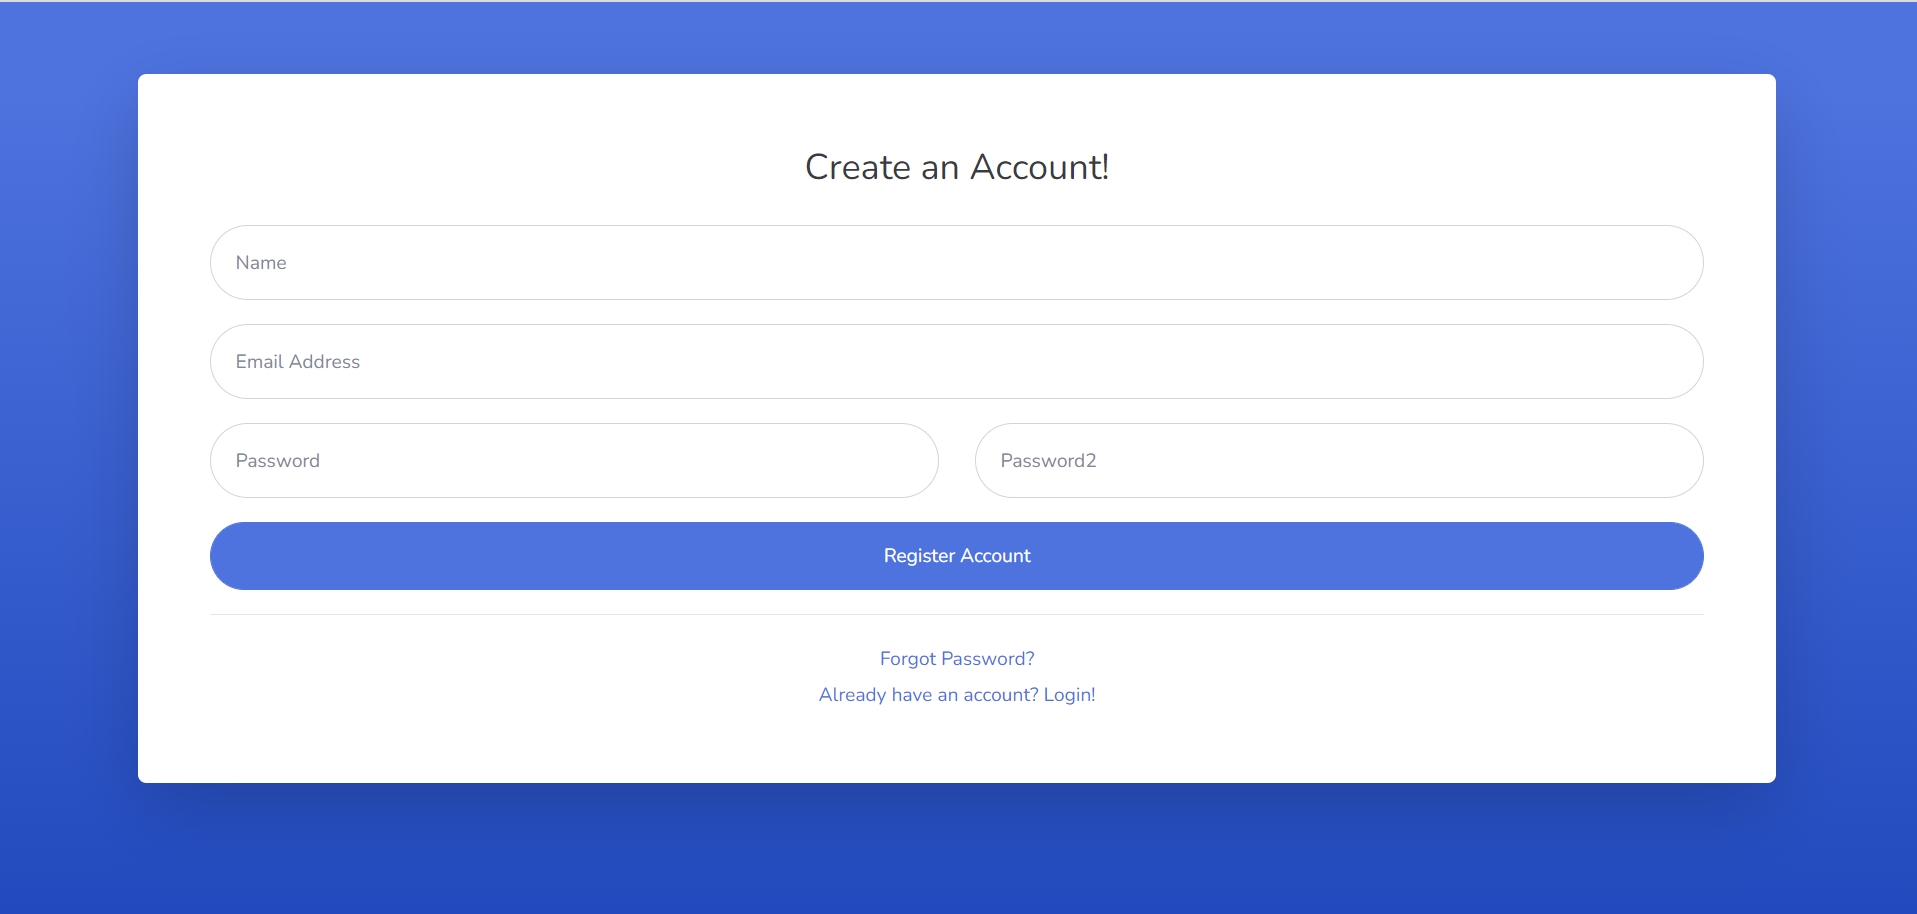 Create an Account!
Name
Email Address
Password
Password2
Register Account
Forgot Password?
Already have an account? Login!